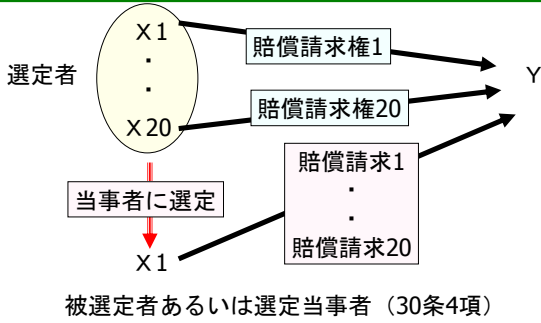 X1
賠償請求権1
選定者
・
・
Y
X20
賠償請求権20
当事者に選定
賠償請求1
・
・
賠償請求20
X1
被選定者あるいは選定当事者（30条4項）